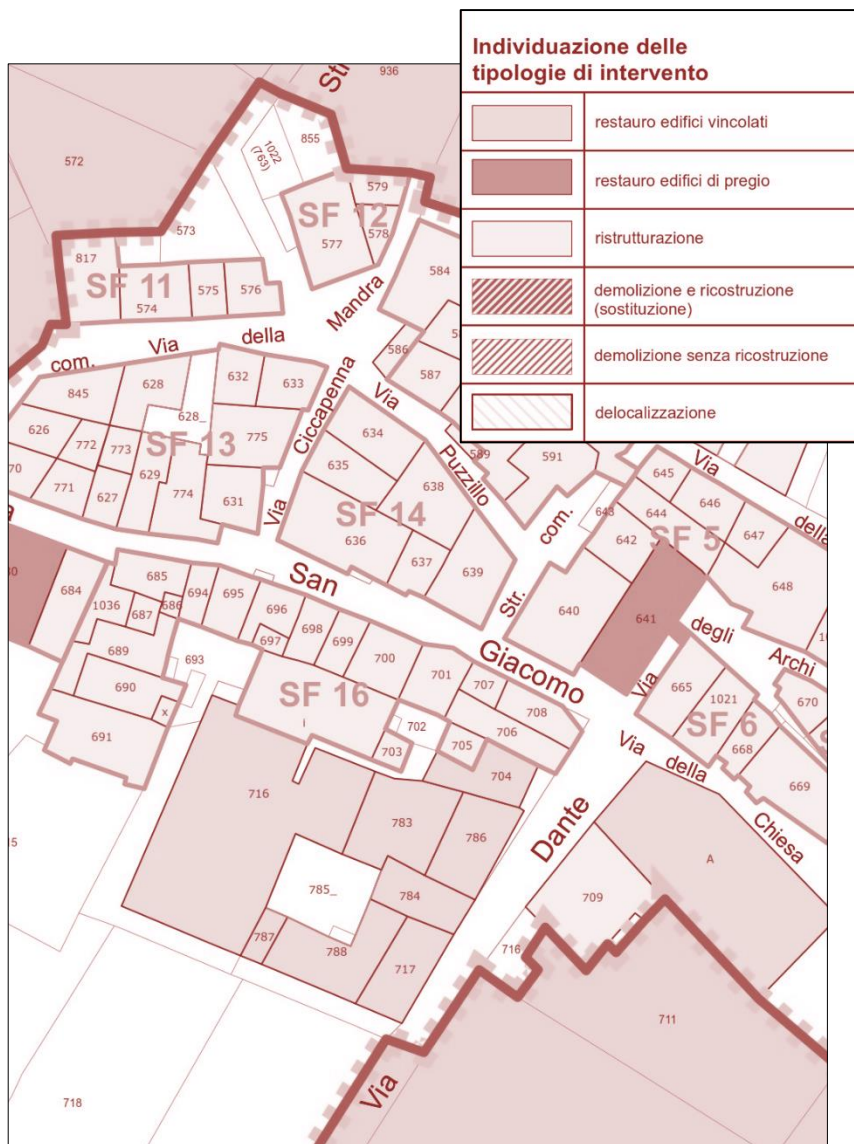 Individuazione delle
tipologie di intervento
restauro edifici vincolati
restauro edifici di pregio
ristrutturazione
demolizione e ricostruzione
(sostituzione)
demolizione senza ricostruzione
delocalizzazione
936
855
1022
(763)
572
573
579
SF 12
577
578
817
SF 11
574
575
576
584
Mandra
della
Via
com.
586
587
Via
Puzzillo
589
591
632
633
628
845
628_
626
772
773
SF 13
775
629
771
627
774
631
Ciccapenna
Via
634
635
638
SF 14
636
637
639
Str.
com.
643
645
646
644
SF 5
647
642
648
640
641
Via
della
degli
Archi
Via
665
1021
SF 6
668
669
670
San
Giacomo
Via
della
Chiesa
684
685
1036
687
686
694
695
696
697
698
699
700
701
707
708
706
689
690
x
691
693
SF 16
702
703
705
704
716
783
786
785_
784
787
788
717
Dante
Via
A
709
716
711
718